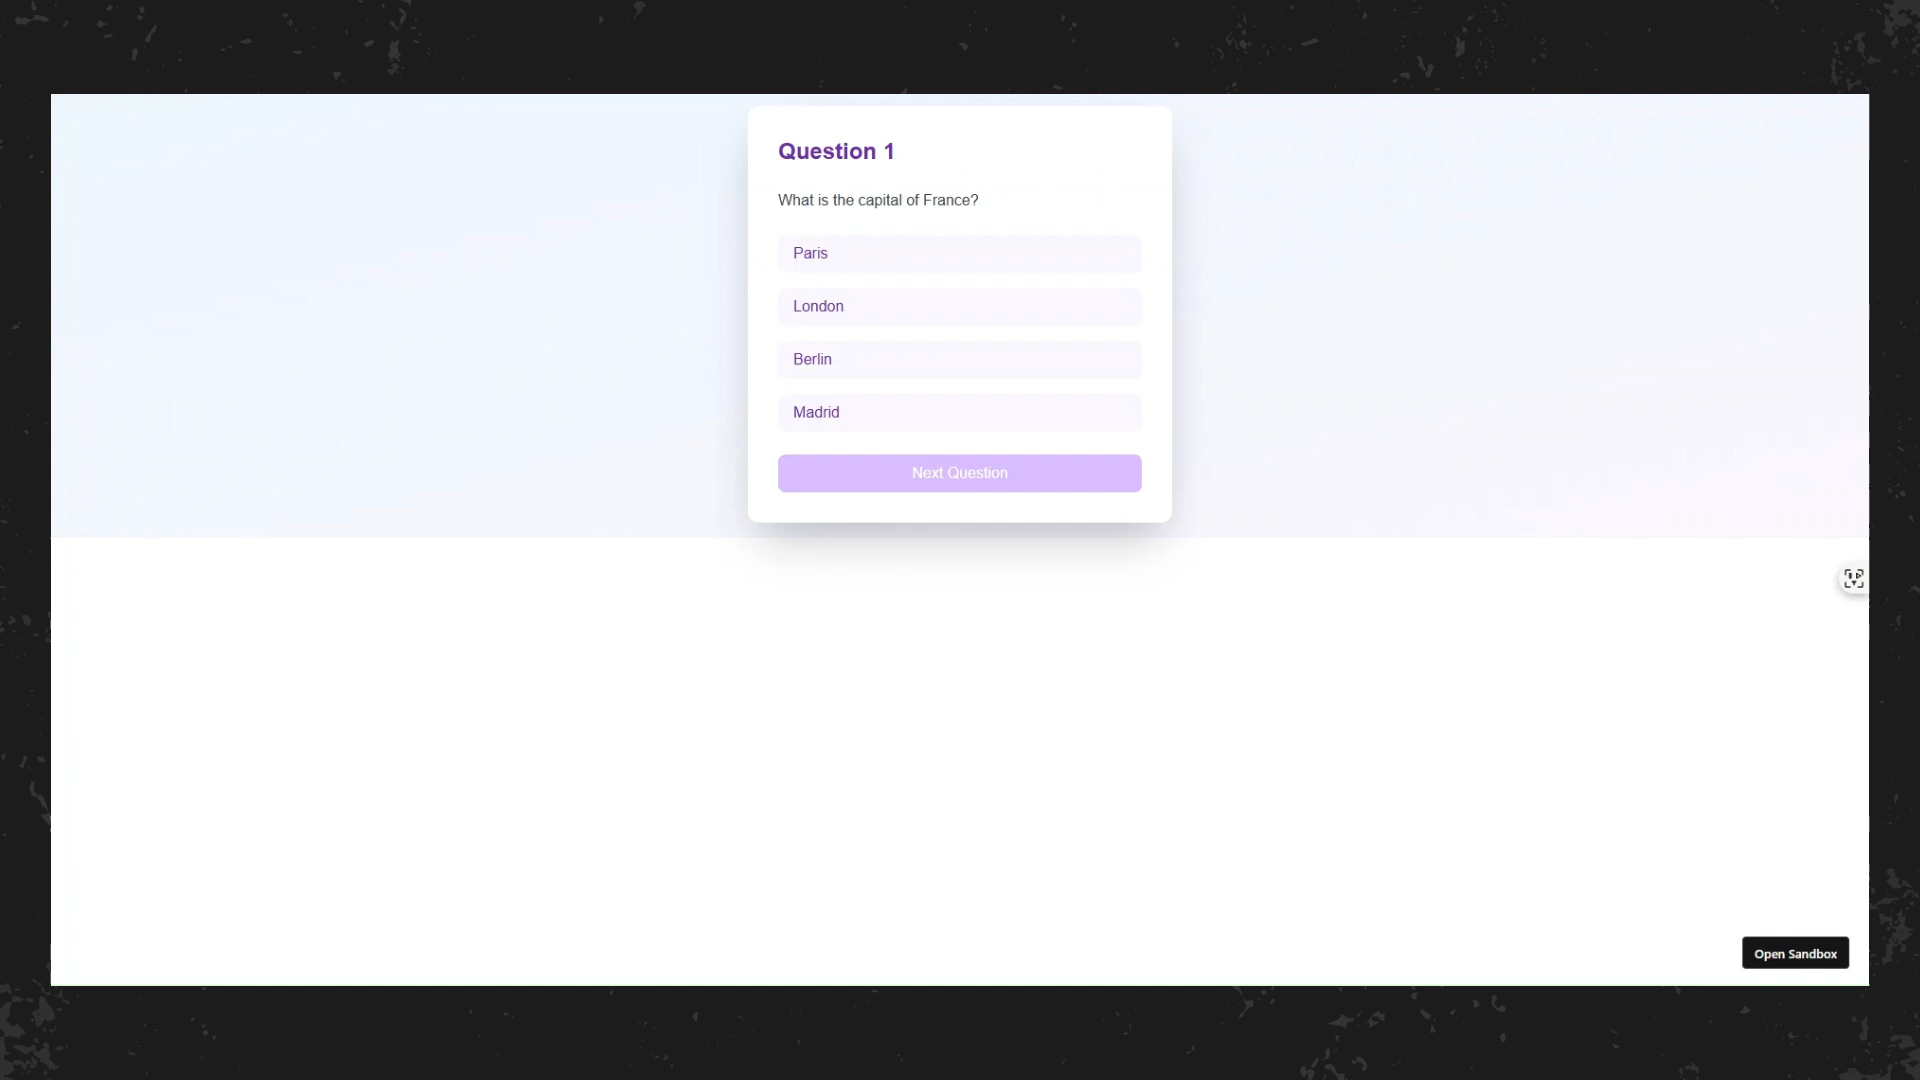 Question 1
What is the capital of France?
Paris
London
Berlin
Madrid
Next Question
Open Sandbox